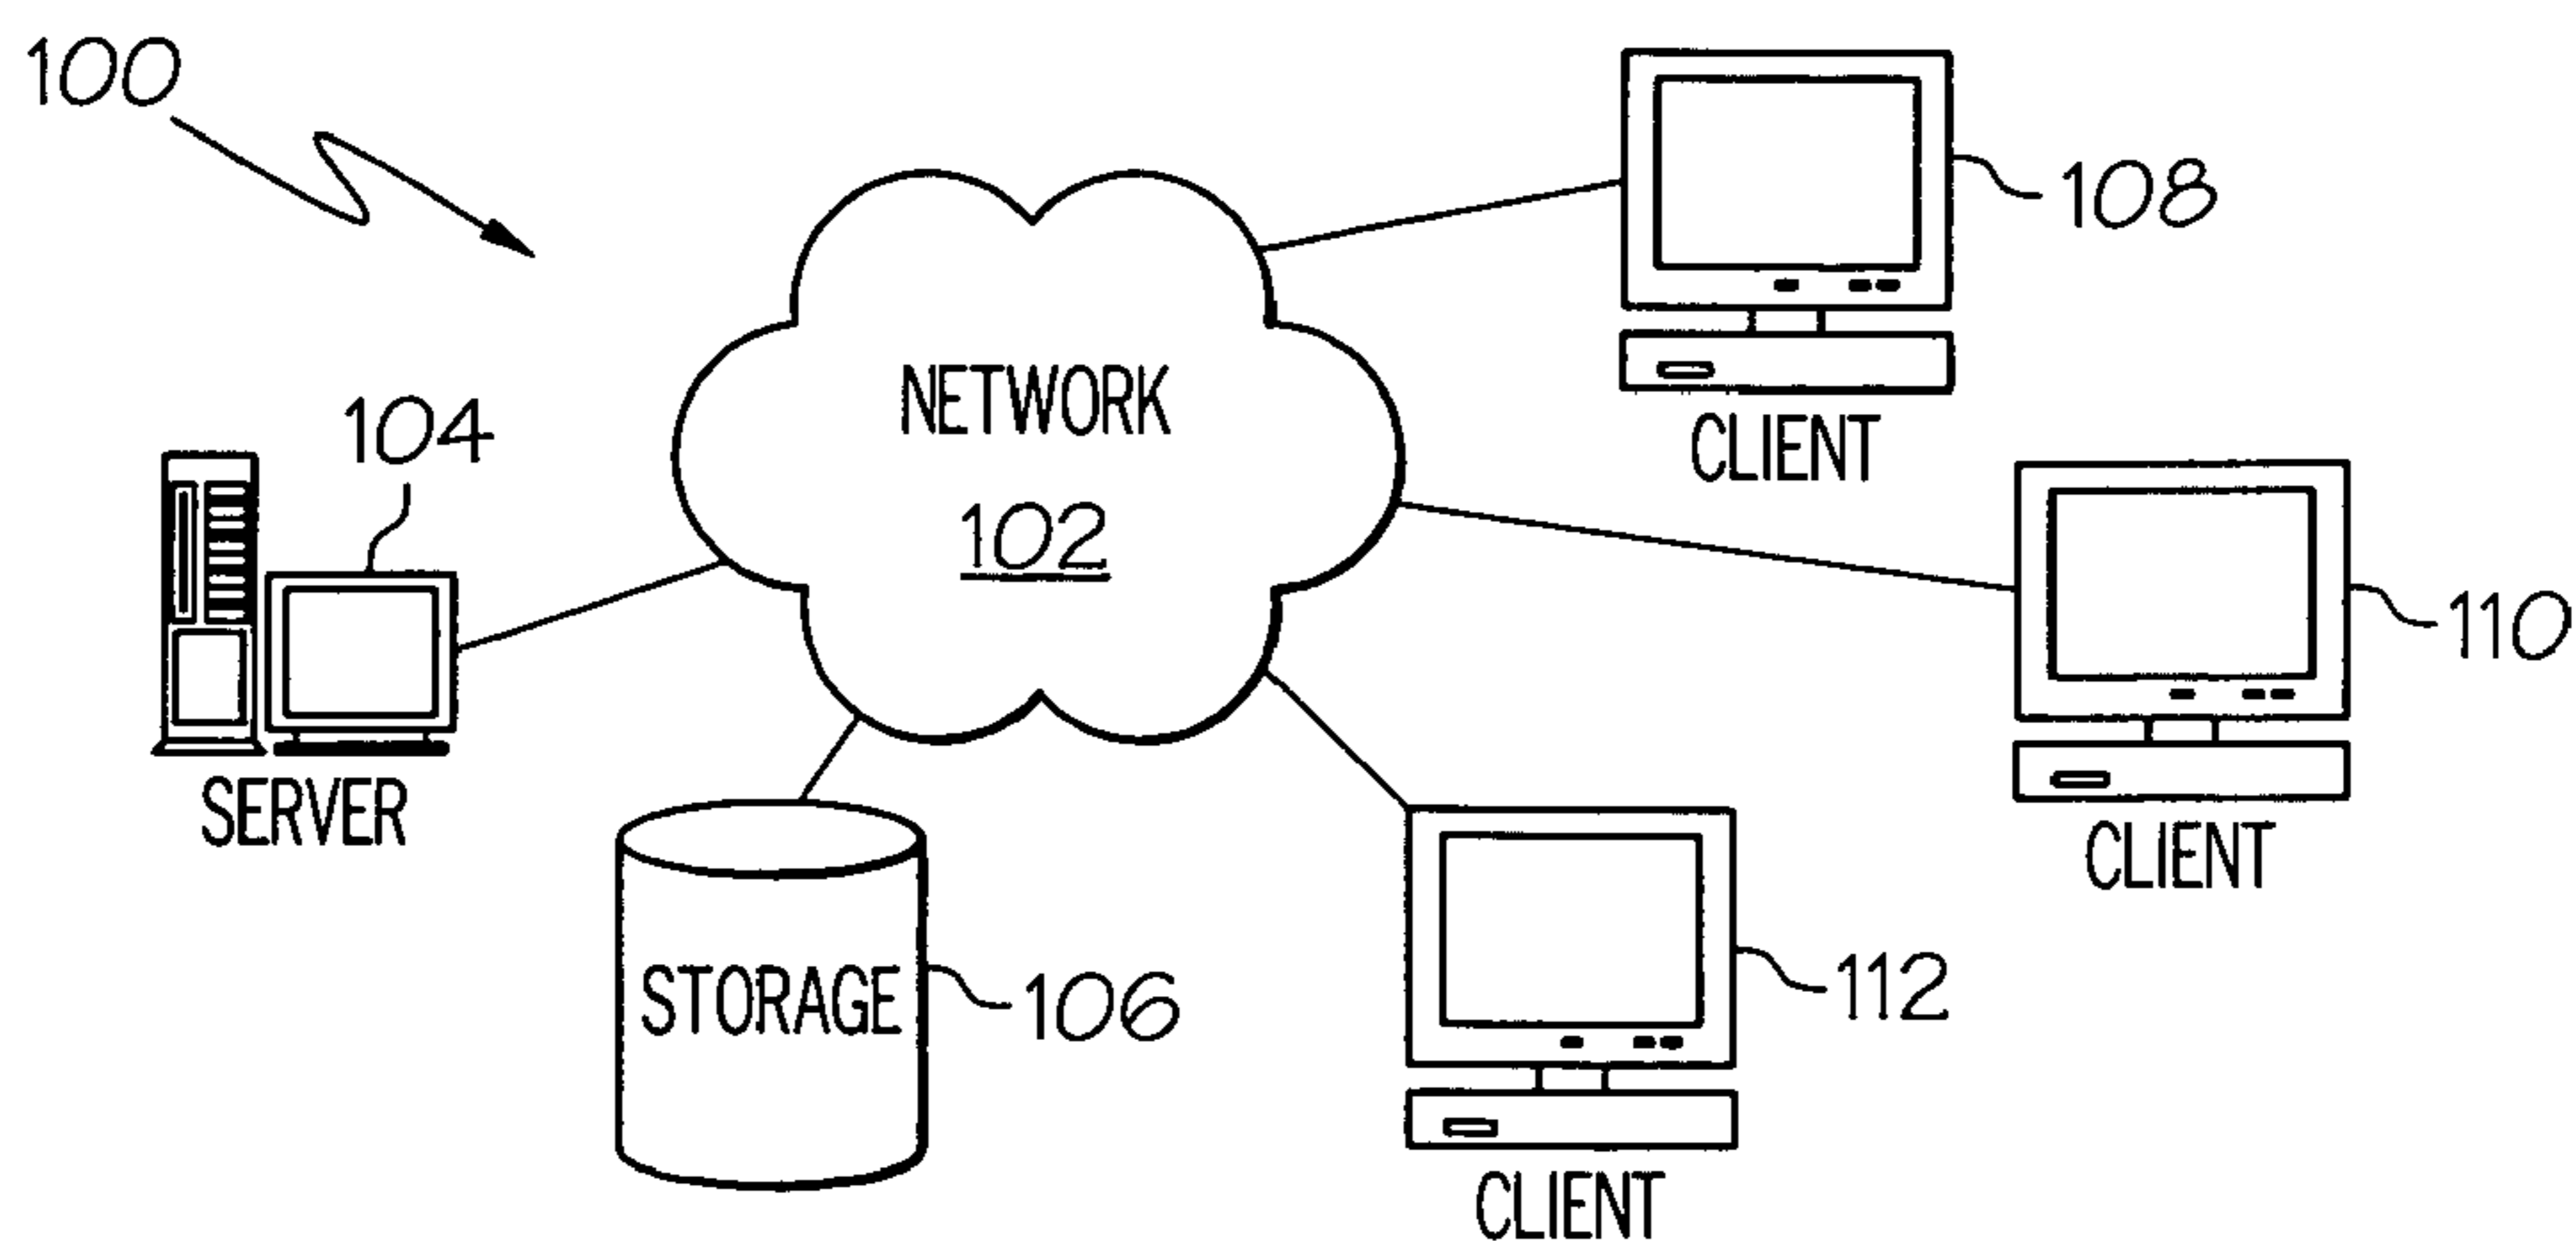 100
108
NETWORK
102
104
CLIENT
110
SERVER
CLIENT
STORAGE
106
112
CLIENT